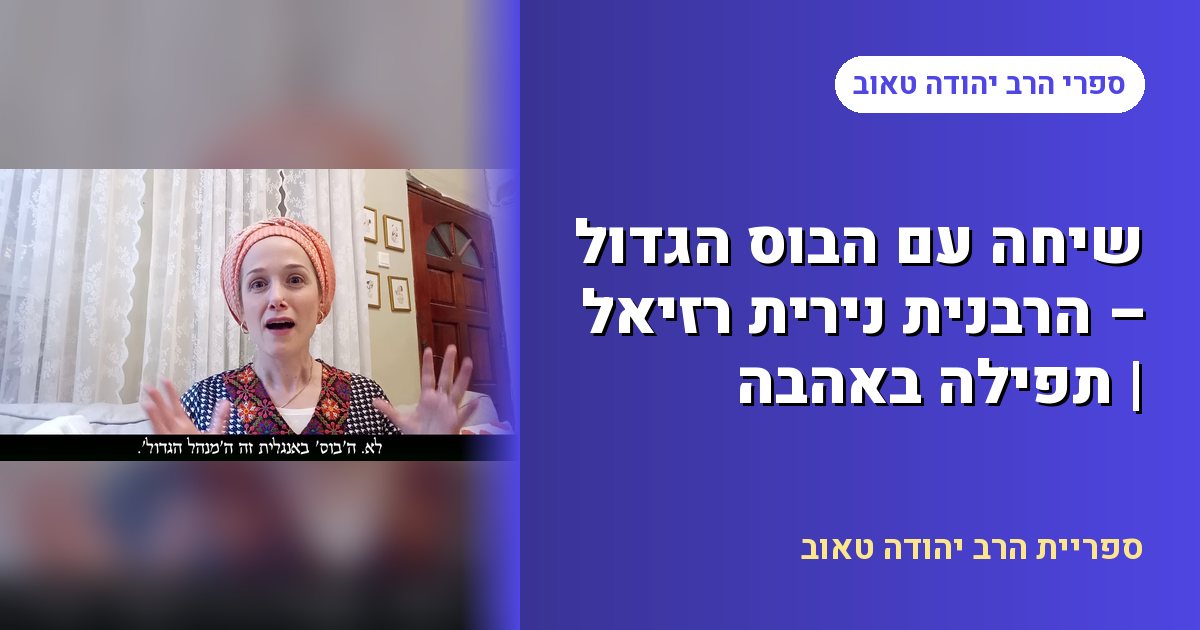 ספרי הרב יהודה טאוב
שיחה עם הבוס הגדול
– הרבנית נירית רזיאל
| תפילה באהבה
לא. ה'בוס' באנגלית זה ה'מנהל הגדול'.
ספריית הרב יהודה טאוב